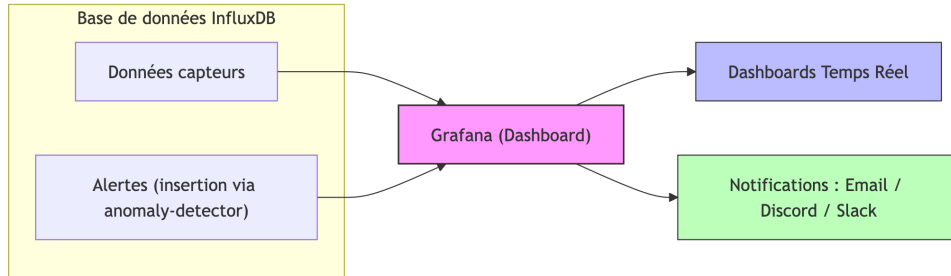 Base de données InfluxDB
Données capteurs
Alertes (insertion via
anomaly-detector)
Grafana (Dashboard)
Dashboards Temps Réel
Notifications : Email /
Discord / Slack